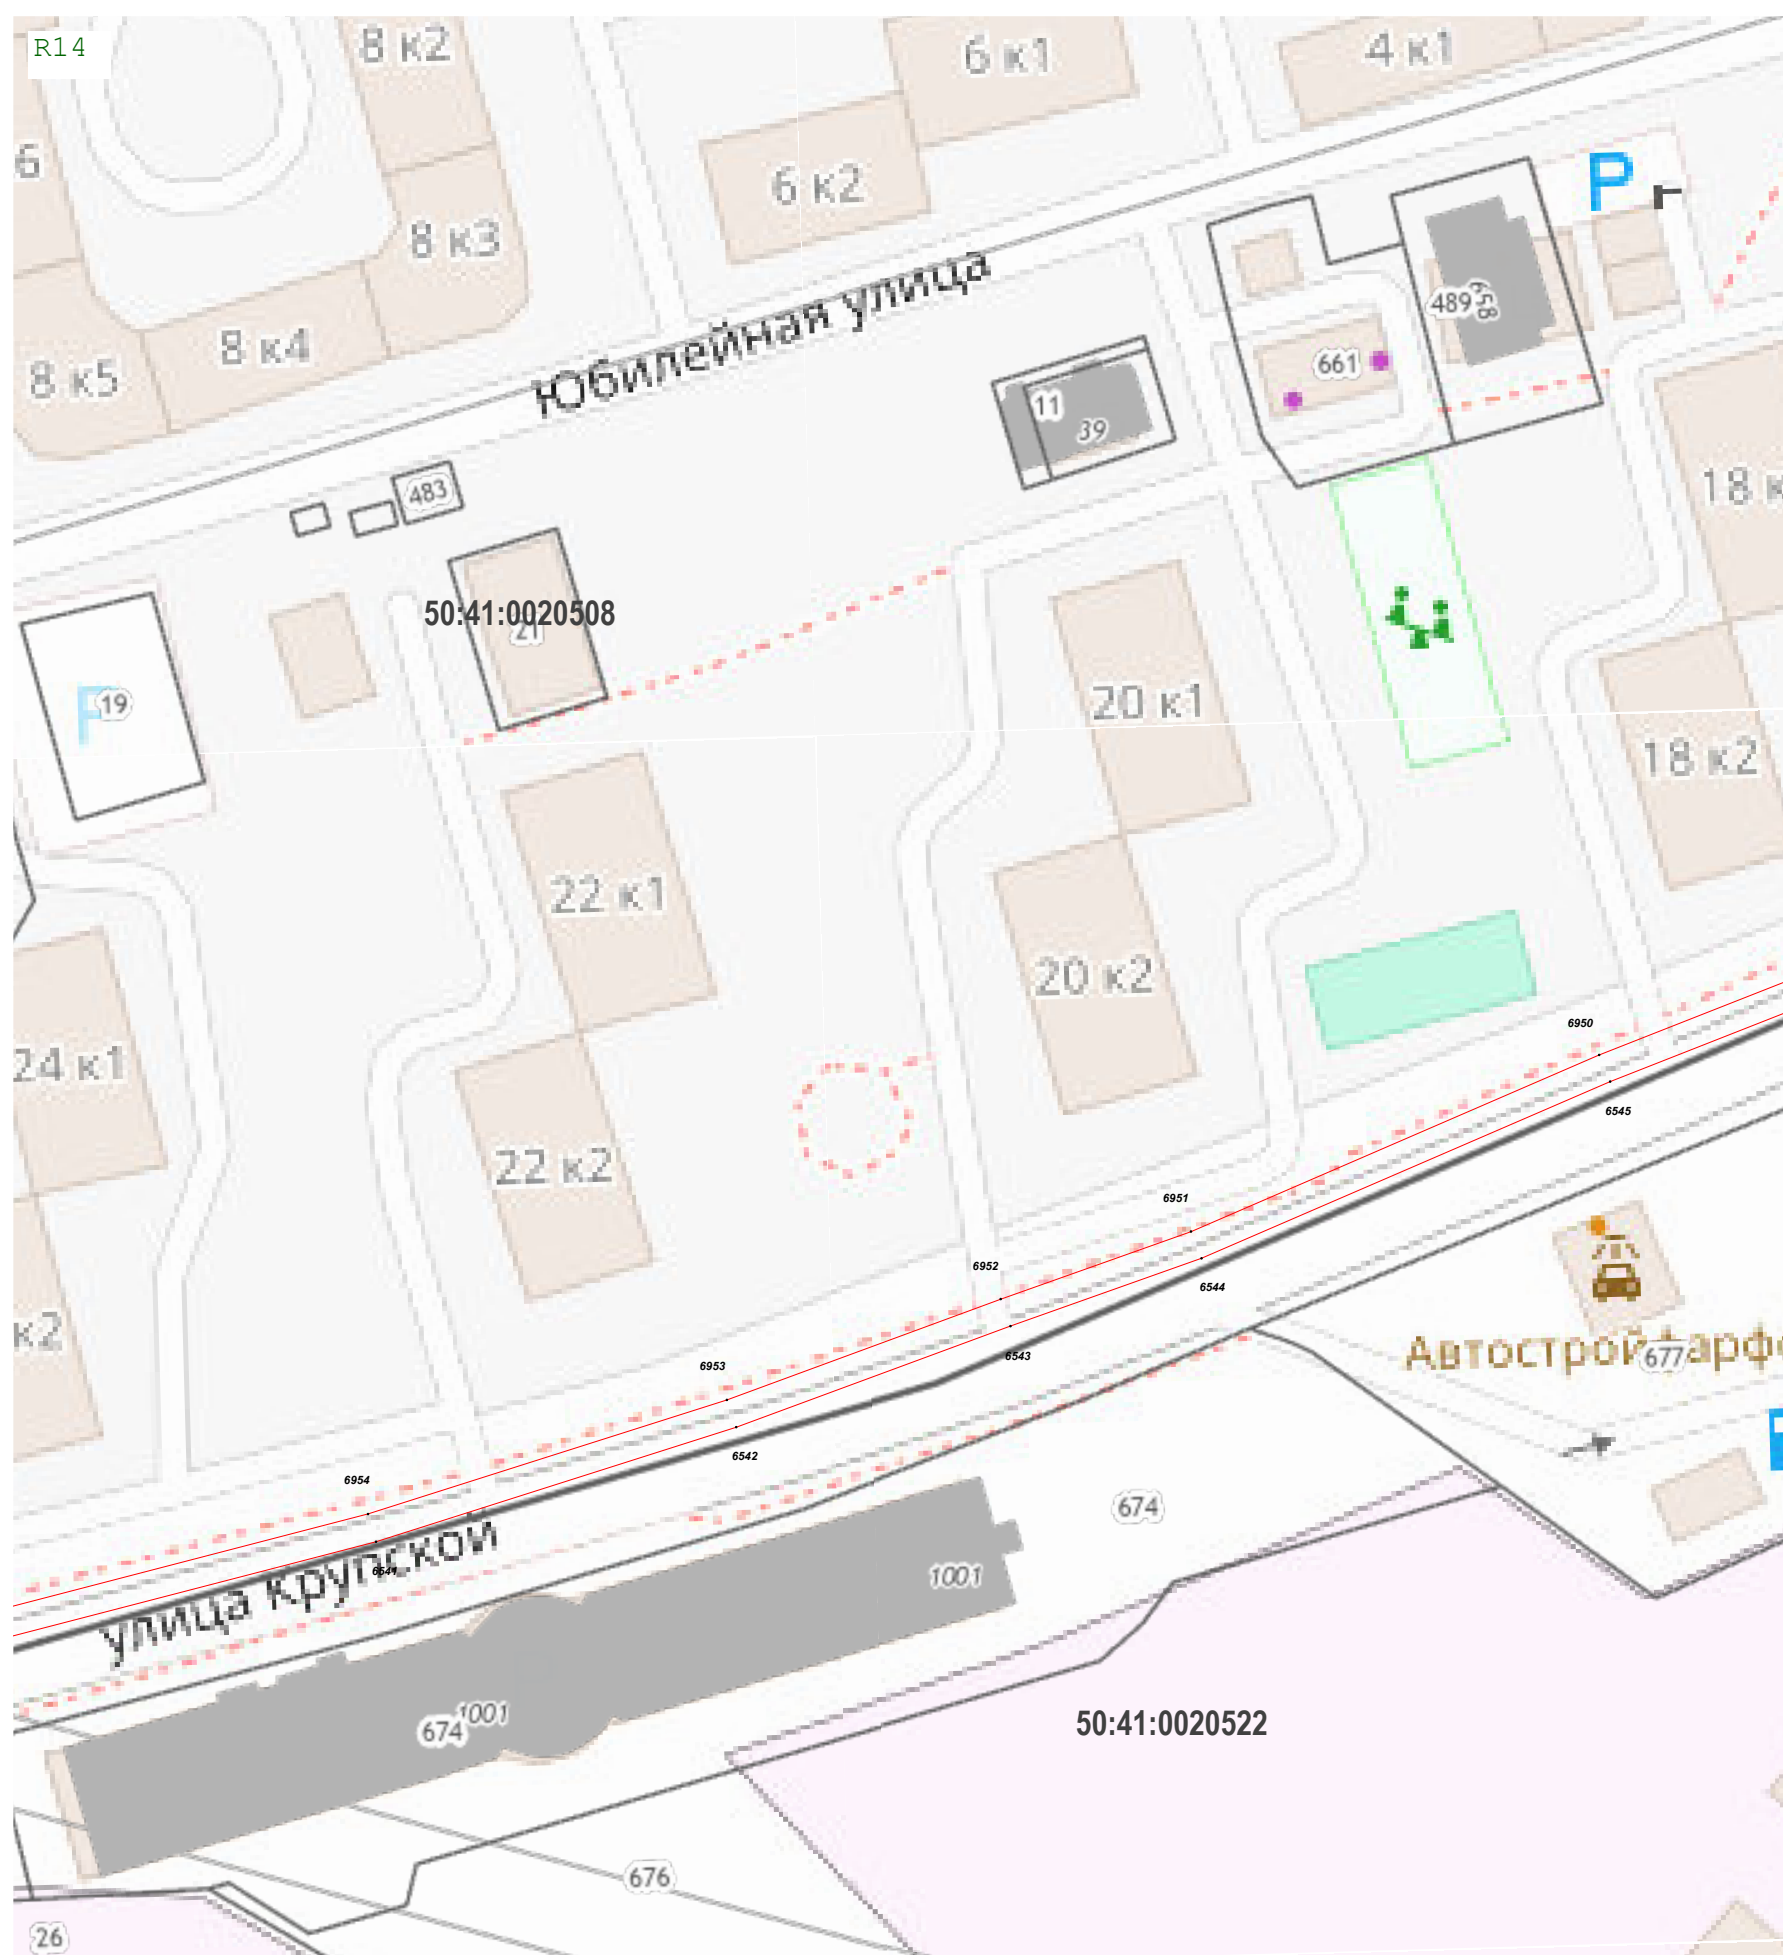 R14
8 к2
6 к1
4 к1
6
6 к2
P
8 к3
Юбилейная улица
8 к4
8 к5
489
658
661
11
39
483
18 к
50:41:0020508
21
19
20 к1
18 к2
22 к1
20 к2
6950
24 к1
6545
22 к2
6951
6952
6544
к2
6543
6953
Автострой
677
6542
6954
674
6541
улица Крупской
1001
1001
674
50:41:0020522
676
26